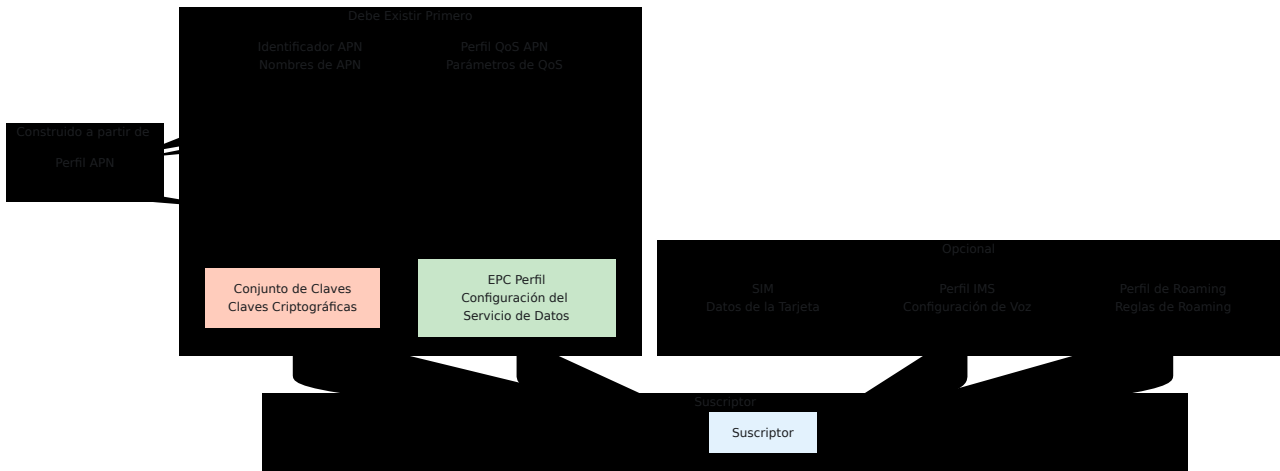 Debe Existir Primero
Identificador APN
Nombres de APN
Perfil QoS APN
Parámetros de QoS
Construido a partir de
Perfil APN
Conjunto de Claves
Claves Criptográficas
EPC Perfil
Configuración del
Servicio de Datos
Opcional
SIM
Datos de la Tarjeta
Perfil IMS
Configuración de Voz
Perfil de Roaming
Reglas de Roaming
Suscriptor
Suscriptor